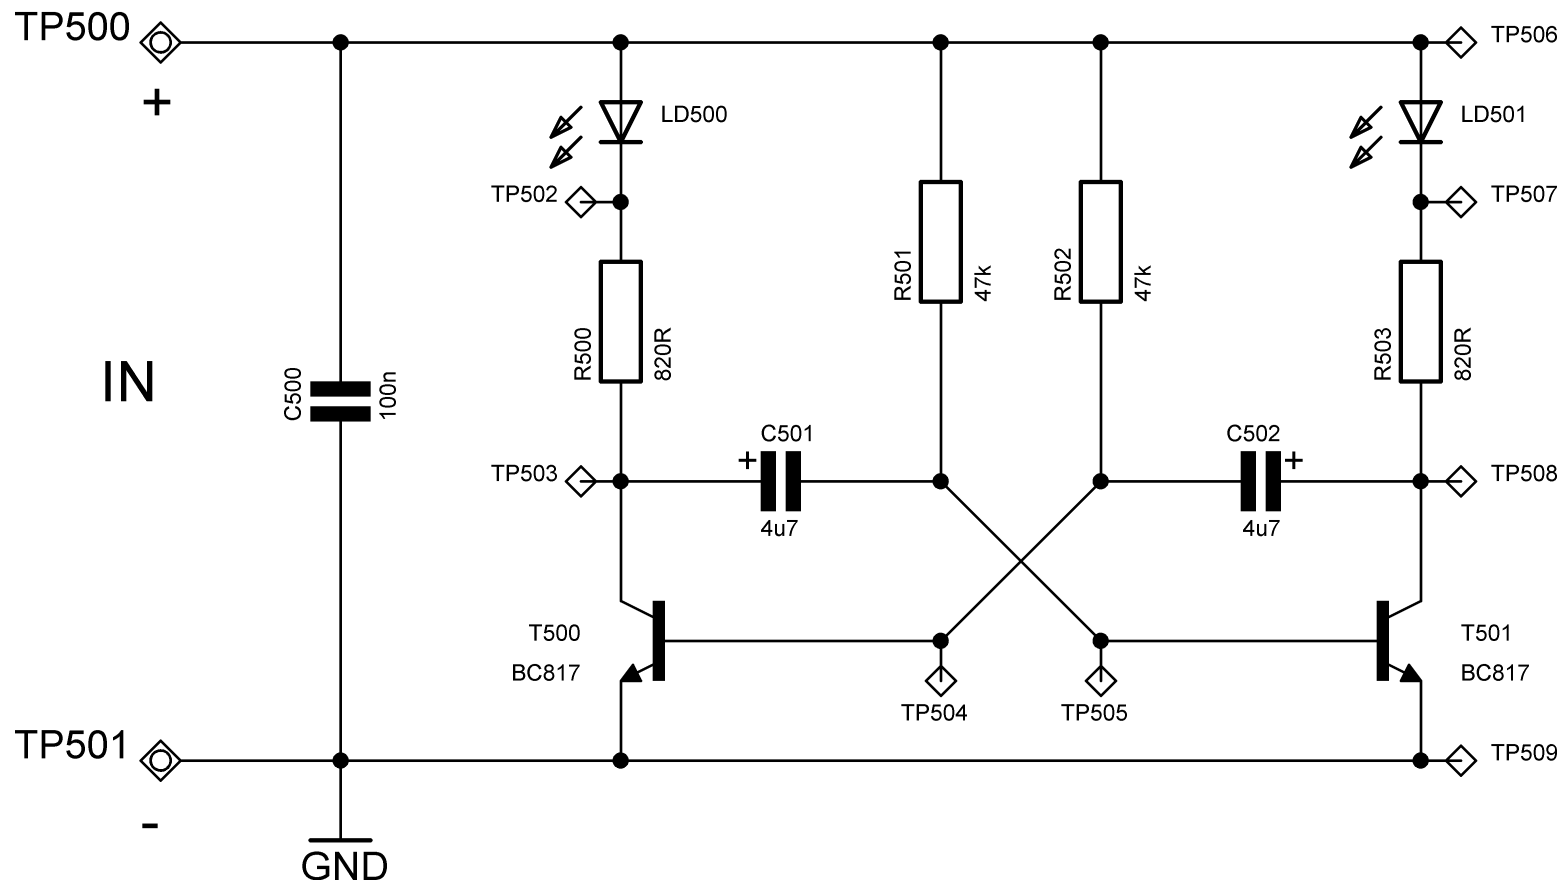 TP500
+
TP506
LD500
LD501
TP502
TP507
R501
47k
R502
47k
R500
820R
R503
820R
IN
C500
100n
C501
+
4u7
C502
+
4u7
TP503
TP508
T500
BC817
T501
BC817
TP504
TP505
TP501
-
TP509
GND